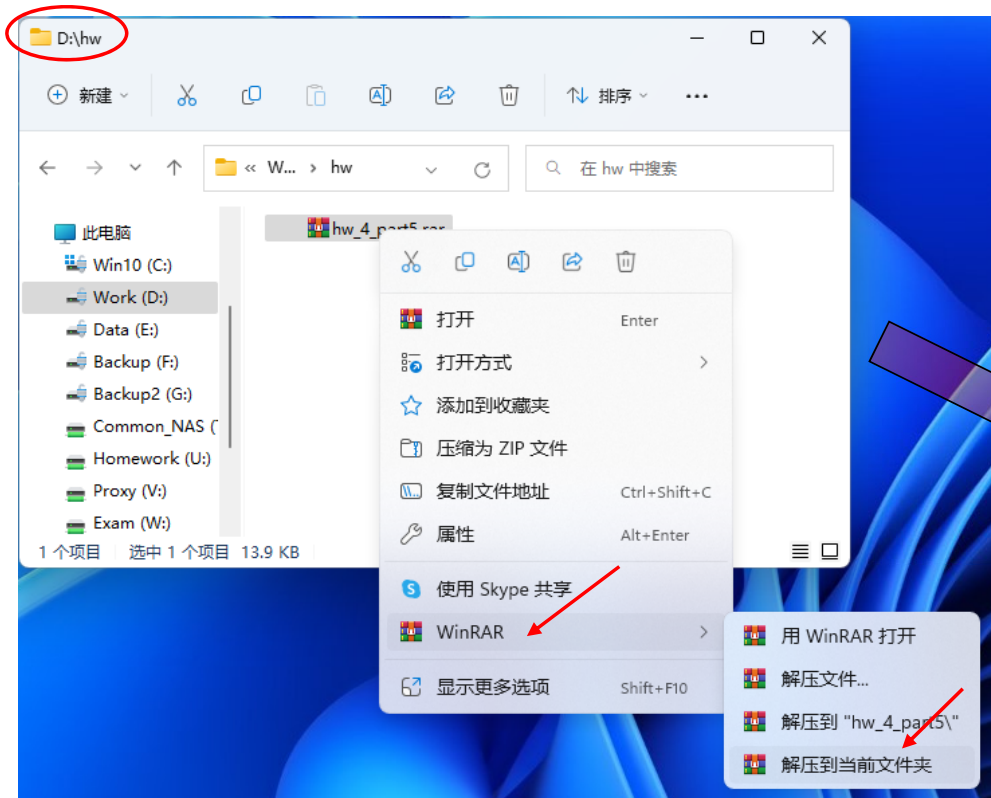 D:\hw
新建
排序
« W... › hw
在 hw 中搜索
此电脑
Win10 (C:)
Work (D:)
Data (E:)
Backup (F:)
Backup2 (G:)
Common_NAS (
Homework (U:)
Proxy (V:)
Exam (W:)
hw_4_part5.rar
打开 Enter
打开方式
添加到收藏夹
压缩为 ZIP 文件
复制文件地址 Ctrl+Shift+C
属性 Alt+Enter
1 个项目 选中 1 个项目 13.9 KB
使用 Skype 共享
WinRAR
显示更多选项 Shift+F10
用 WinRAR 打开
解压文件...
解压到 "hw_4_part5\"
解压到当前文件夹